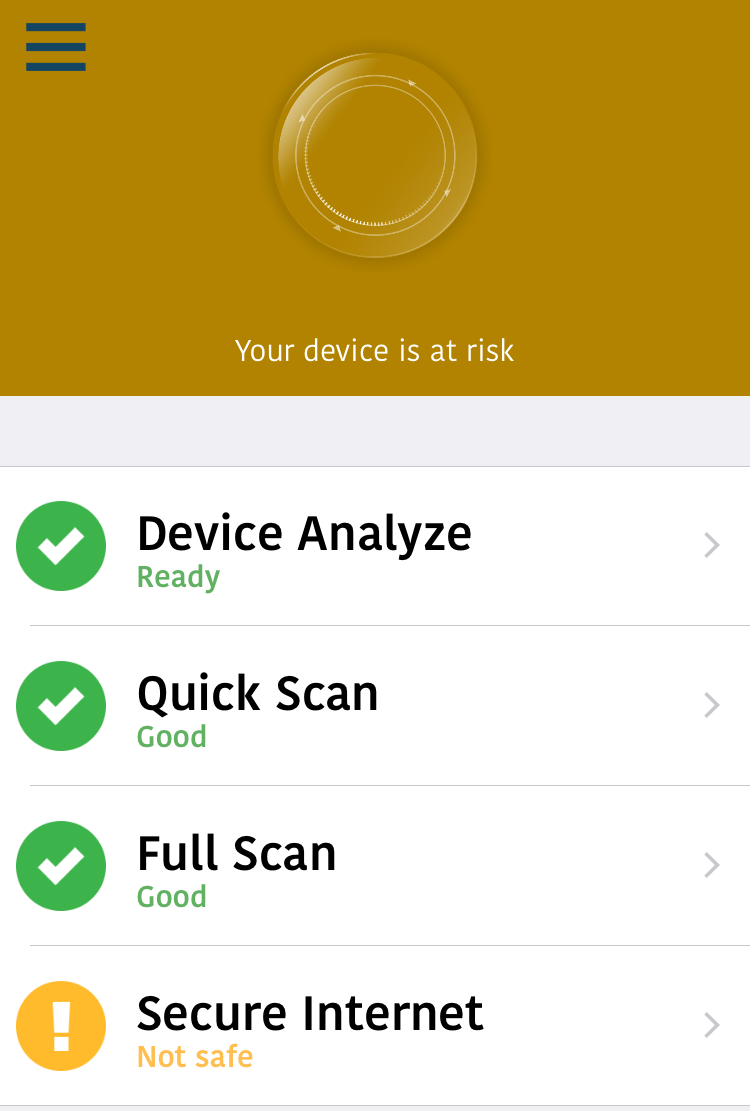 Your device is at risk
Device Analyze
Ready
Quick Scan
Good
Full Scan
Good
Secure Internet
Not safe